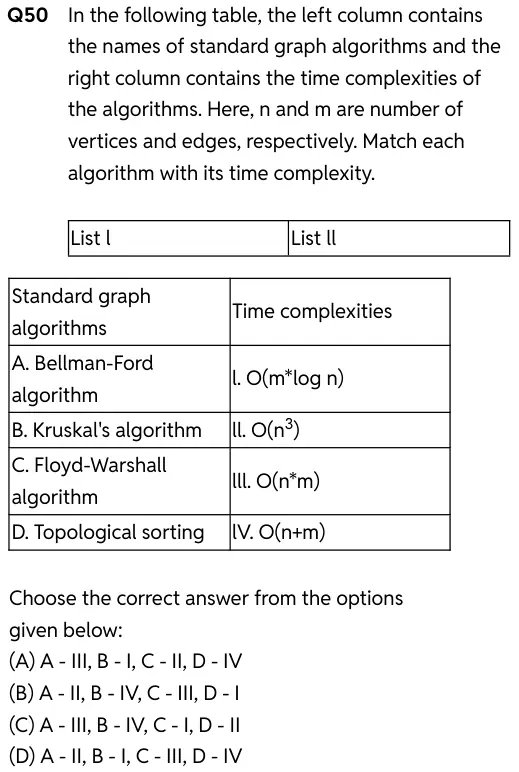 Q50 In the following table, the left column contains
the names of standard graph algorithms and the
right column contains the time complexities of
the algorithms. Here, n and m are number of
vertices and edges, respectively. Match each
algorithm with its time complexity.
List l
List ll
Standard graph
algorithms
Time complexities
A. Bellman-Ford
algorithm
l. O(m*log n)
B. Kruskal's algorithm
ll. O(n³)
C. Floyd-Warshall
algorithm
lll. O(n*m)
D. Topological sorting
lV. O(n+m)
Choose the correct answer from the options
given below:
(A) A - III, B - I, C - II, D - IV
(B) A - II, B - IV, C - III, D - I
(C) A - III, B - IV, C - I, D - II
(D) A - II, B - I, C - III, D - IV